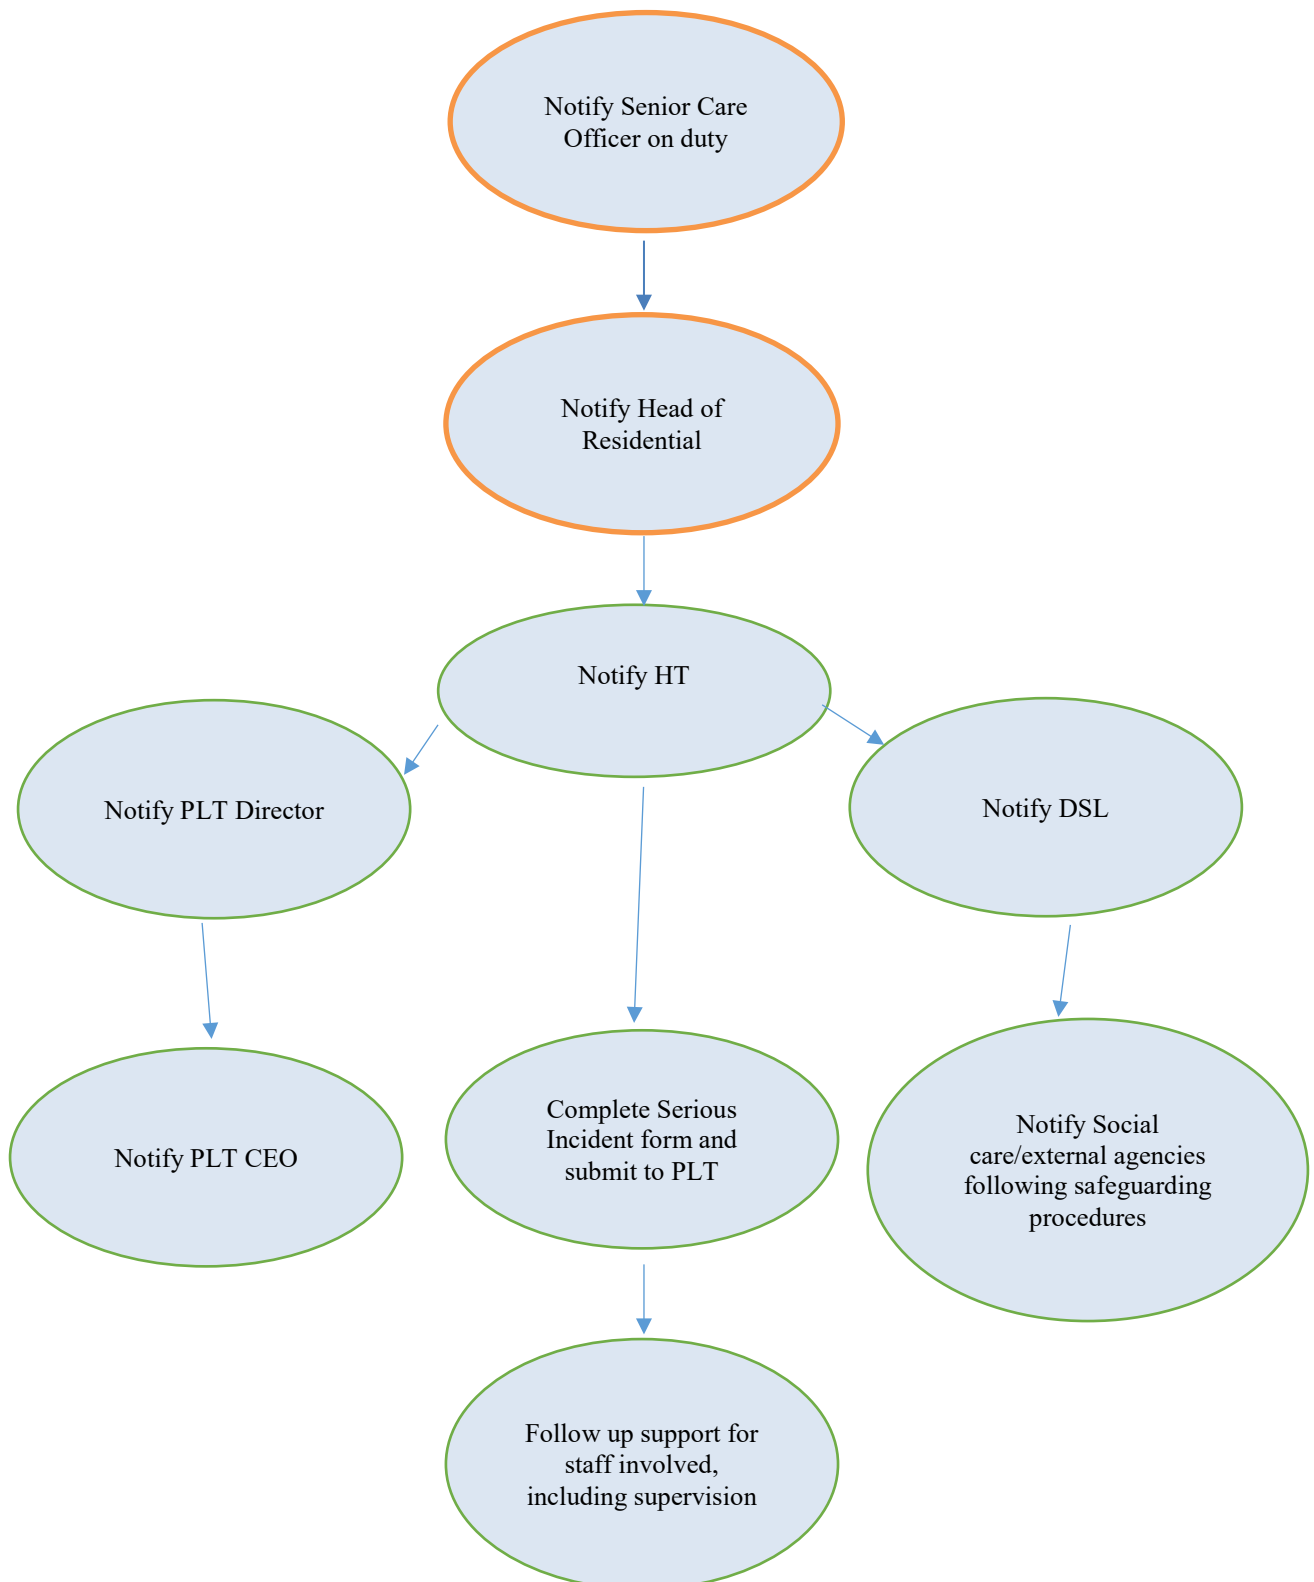 Notify Senior Care
Officer on duty
Notify Head of
Residential
Notify HT
Notify PLT Director
Notify DSL
Notify PLT CEO
Complete Serious
Incident form and
submit to PLT
Notify Social
care/external agencies
following safeguarding
procedures
Follow up support for
staff involved,
including supervision